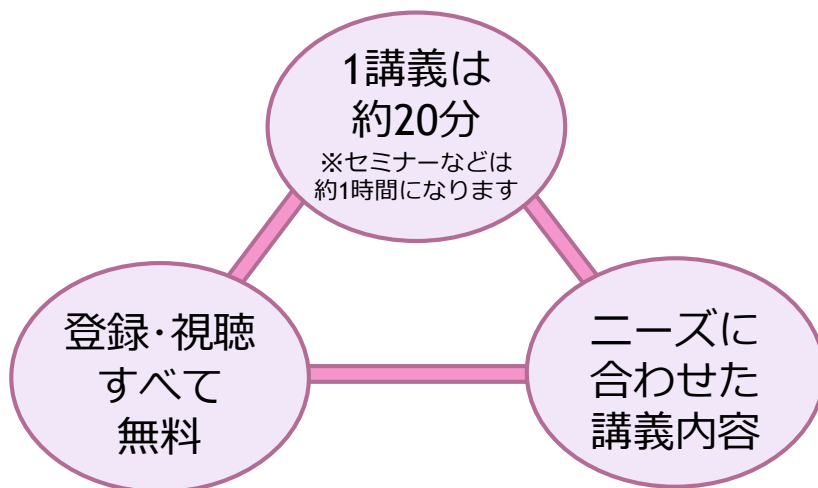 1講義は
約20分
※セミナーなどは
約1時間になります
登録･視聴
すべて
無料
ニーズに
合わせた
講義内容